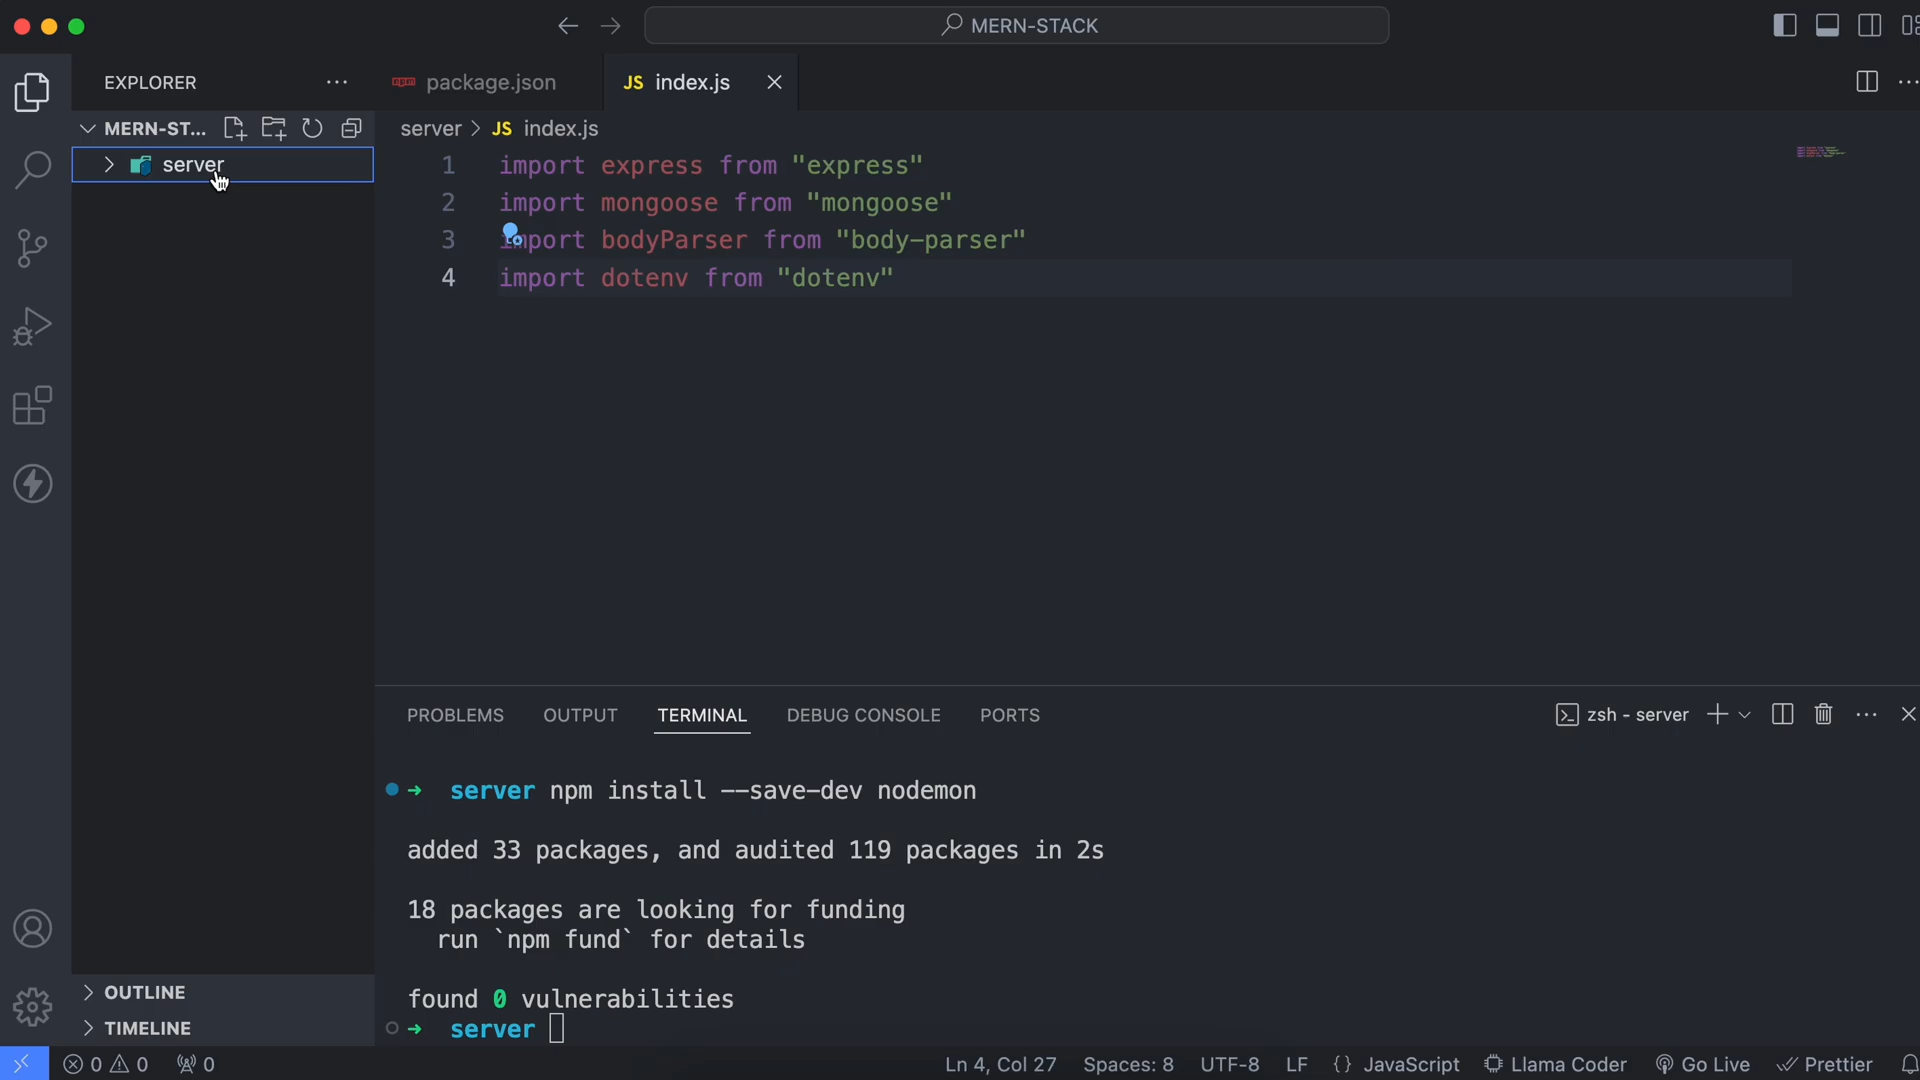 MERN-STACK
EXPLORER
package.json
JS index.js
MERN-ST...
server
server > JS index.js
1 import express from "express"
2 import mongoose from "mongoose"
3 import bodyParser from "body-parser"
4 import dotenv from "dotenv"
PROBLEMS OUTPUT TERMINAL DEBUG CONSOLE PORTS
zsh - server
→ server npm install --save-dev nodemon
added 33 packages, and audited 119 packages in 2s
18 packages are looking for funding
run `npm fund` for details
found 0 vulnerabilities
→ server
OUTLINE
TIMELINE
0 0 0 Ln 4, Col 27 Spaces: 8 UTF-8 LF {} JavaScript Llama Coder Go Live Prettier